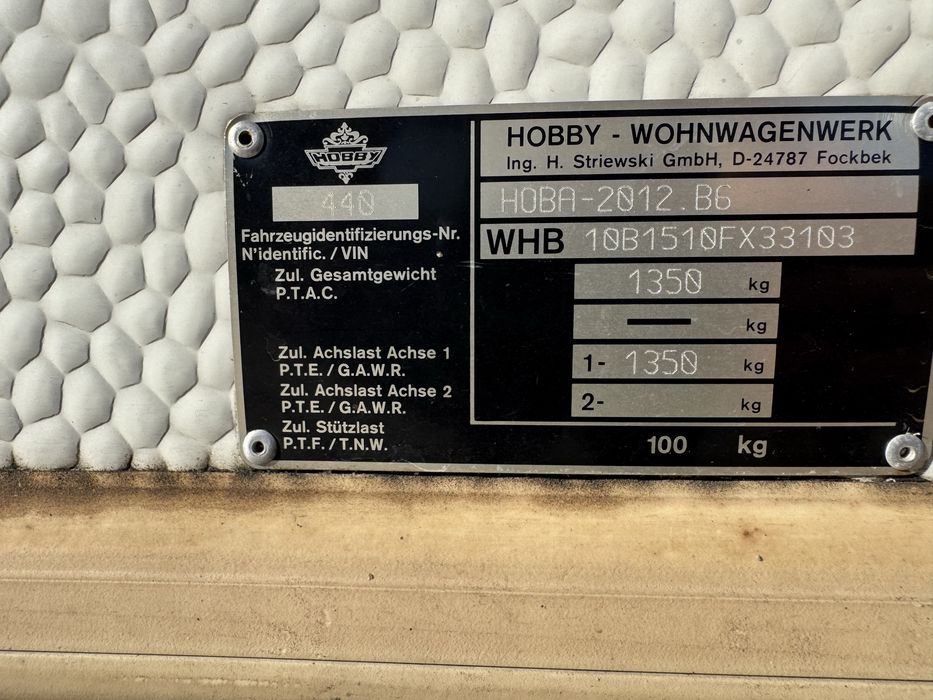 HOBBY
440
HOBBY - WOHNWAGENWERK
Ing. H. Striewski GmbH, D-24787 Fockbek
HOBA-2012.B6
Fahrzeugidentifizierungs-Nr.
N'identific. / VIN
WHB 10B1510FX33103
Zul. Gesamtgewicht
P.T.A.C.
1350 kg
— kg
Zul. Achslast Achse 1
P.T.E. / G.A.W.R.
1- 1350 kg
Zul. Achslast Achse 2
P.T.E. / G.A.W.R.
2- kg
Zul. Stützlast
P.T.F. / T.N.W.
100 kg